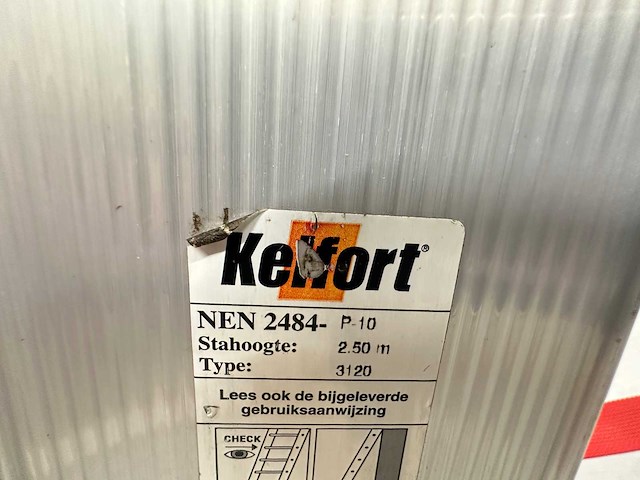 Kelfort®
NEN 2484- P-10
Stahoogte: 2.50 m
Type: 3120
Lees ook de bijgeleverde
gebruiksaanwijzing
CHECK